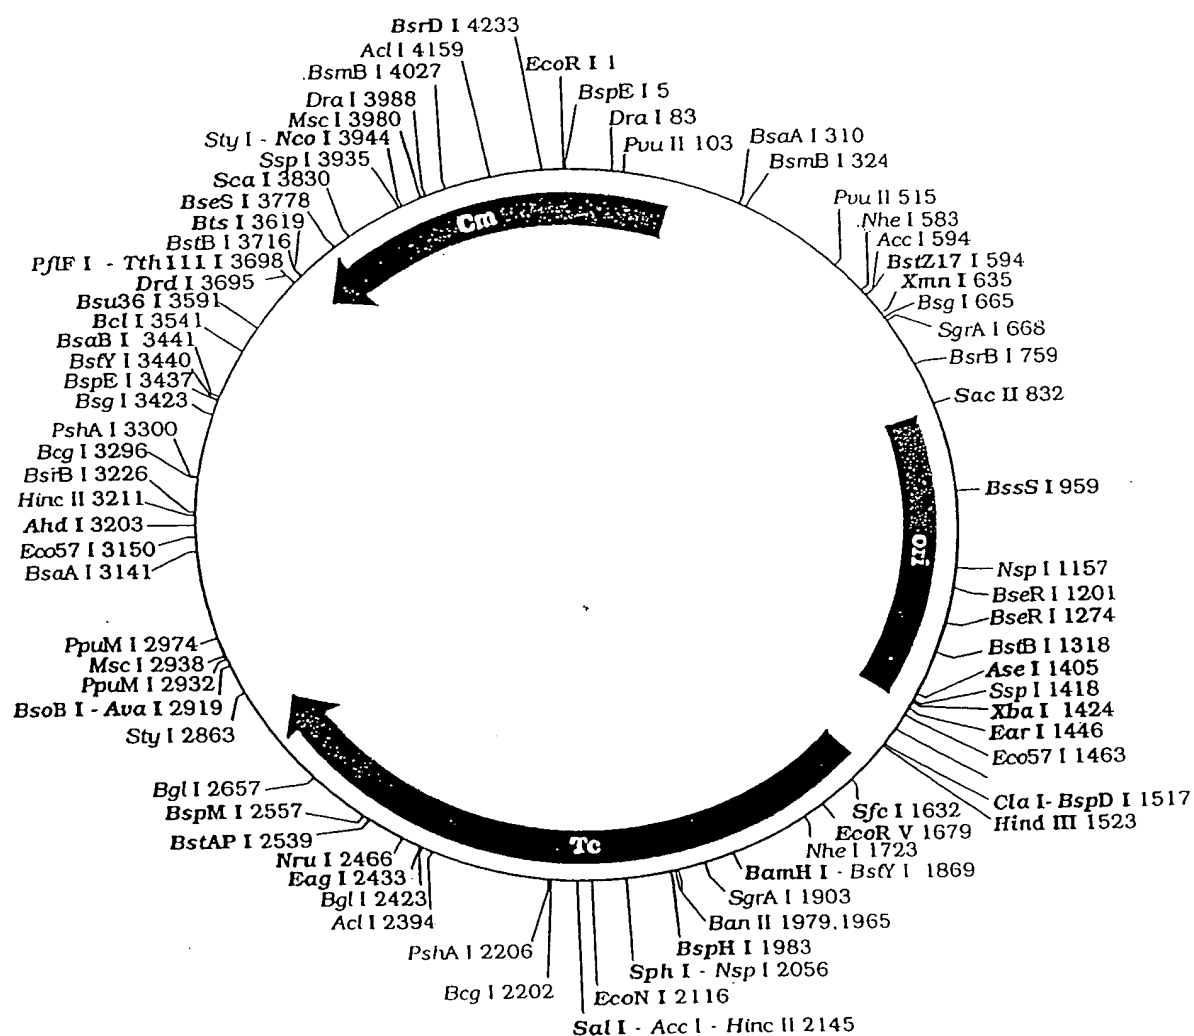 BsrD I 4233
Acl I 4159
BsmB I 4027
Dra I 3988
Msc I 3980
Sty I - Nco I 3944
Ssp I 3935
Sca I 3830
BseS I 3778
Bts I 3619
BstB I 3716
PflF I - Tth111 I 3698
Drd I 3695
Bsu36 I 3591
Bcl I 3541
BsaB I 3441
BstY I 3440
BspE I 3437
Bsg I 3423
PshA I 3300
Bcg I 3296
BsrB I 3226
Hinc II 3211
Ahd I 3203
Eco57 I 3150
BsaA I 3141
PpuM I 2974
Msc I 2938
PpuM I 2932
BsoB I - Ava I 2919
Sty I 2863
Bgl I 2657
BspM I 2557
BstAP I 2539
Nru I 2466
Eag I 2433
Bgl I 2423
Acl I 2394
PshA I 2206
Bcg I 2202
EcoR I 1
BspE I 5
Dra I 83
Pvu II 103
BsaA I 310
BsmB I 324
Pvu II 515
Nhe I 583
Acc I 594
BstZ17 I 594
Xmn I 635
Bsg I 665
SgrA I 668
BsrB I 759
Sac II 832
BssS I 959
Nsp I 1157
BseR I 1201
BseR I 1274
BstB I 1318
Ase I 1405
Ssp I 1418
Xba I 1424
Ear I 1446
Eco57 I 1463
Cla I- BspD I 1517
Hind III 1523
Sfc I 1632
EcoR V 1679
Nhe I 1723
BamH I - BstY I 1869
SgrA I 1903
Ban II 1979,1965
BspH I 1983
Sph I - Nsp I 2056
EcoN I 2116
Sal I - Acc I - Hinc II 2145
Cm
ori
Tc